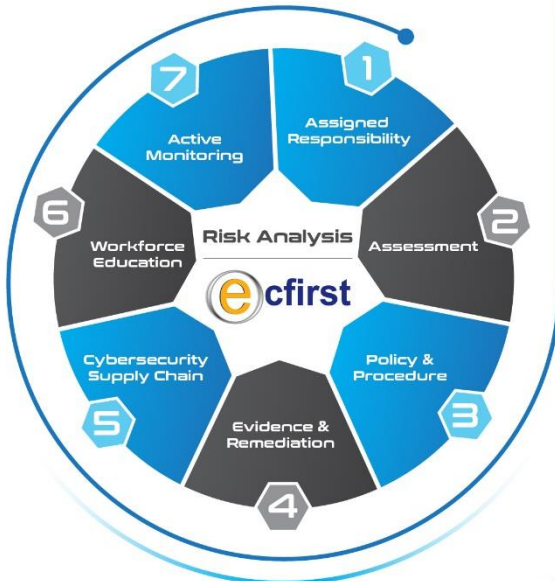 Risk Analysis
ecfirst
1
Assigned
Responsibility
2
Assessment
3
Policy &
Procedure
4
Evidence &
Remediation
5
Cybersecurity
Supply Chain
6
Workforce
Education
7
Active
Monitoring